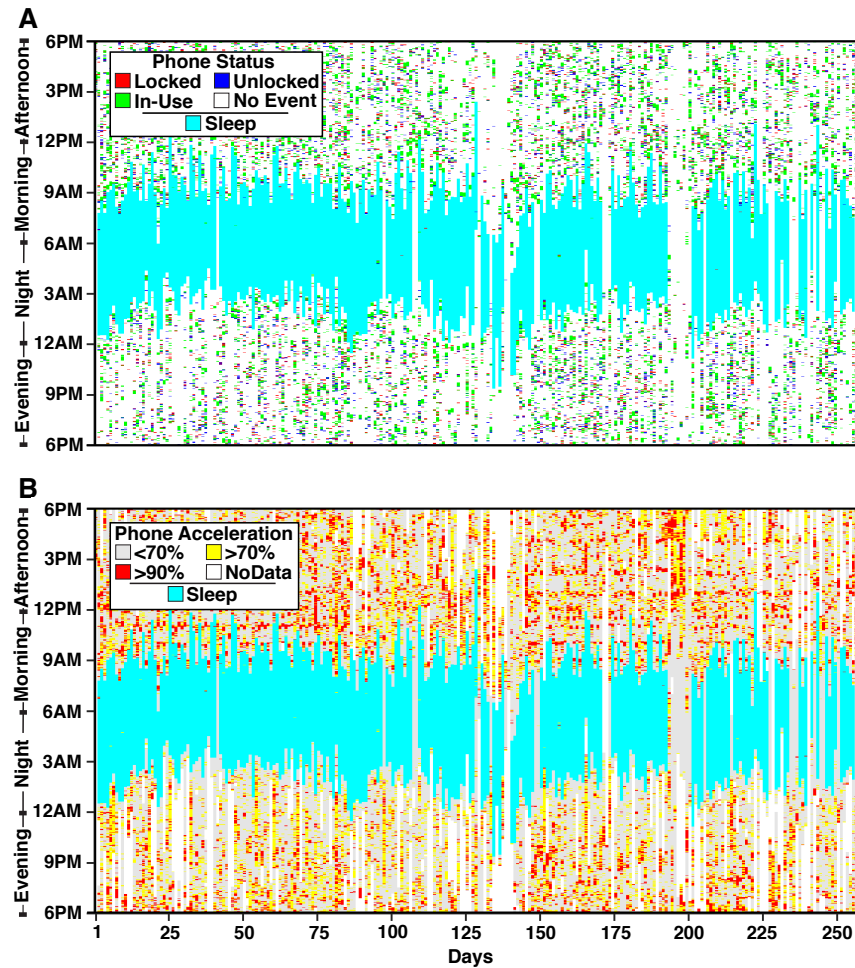 A
6PM
3PM
12PM
9AM
6AM
3AM
12AM
9PM
6PM
Evening Night Morning Afternoon
Phone Status
Locked Unlocked
In-Use No Event
Sleep
B
6PM
3PM
12PM
9AM
6AM
3AM
12AM
9PM
6PM
Evening Night Morning Afternoon
Phone Acceleration
<70% >70%
>90% NoData
Sleep
1 25 50 75 100 125 150 175 200 225 250
Days